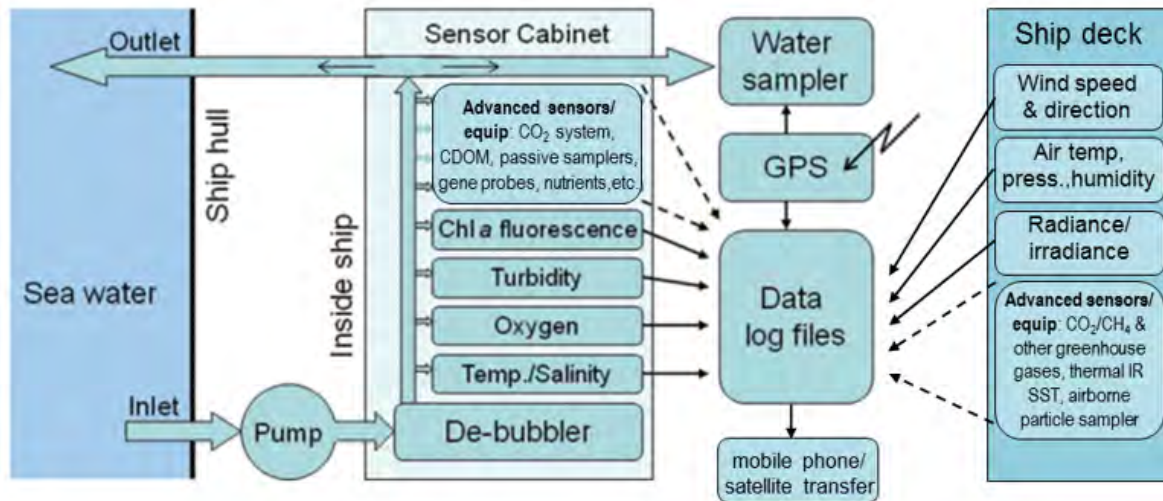 Outlet
Sea water
Inlet
Ship hull
Pump
Inside ship
Sensor Cabinet
Advanced sensors/
equip: CO₂ system,
CDOM, passive samplers,
gene probes, nutrients,etc.
Chl a fluorescence
Turbidity
Oxygen
Temp./Salinity
De-bubbler
Water
sampler
GPS
Data
log files
mobile phone/
satellite transfer
Ship deck
Wind speed
& direction
Air temp,
press.,humidity
Radiance/
irradiance
Advanced sensors/
equip: CO₂/CH₄ &
other greenhouse
gases, thermal IR
SST, airborne
particle sampler